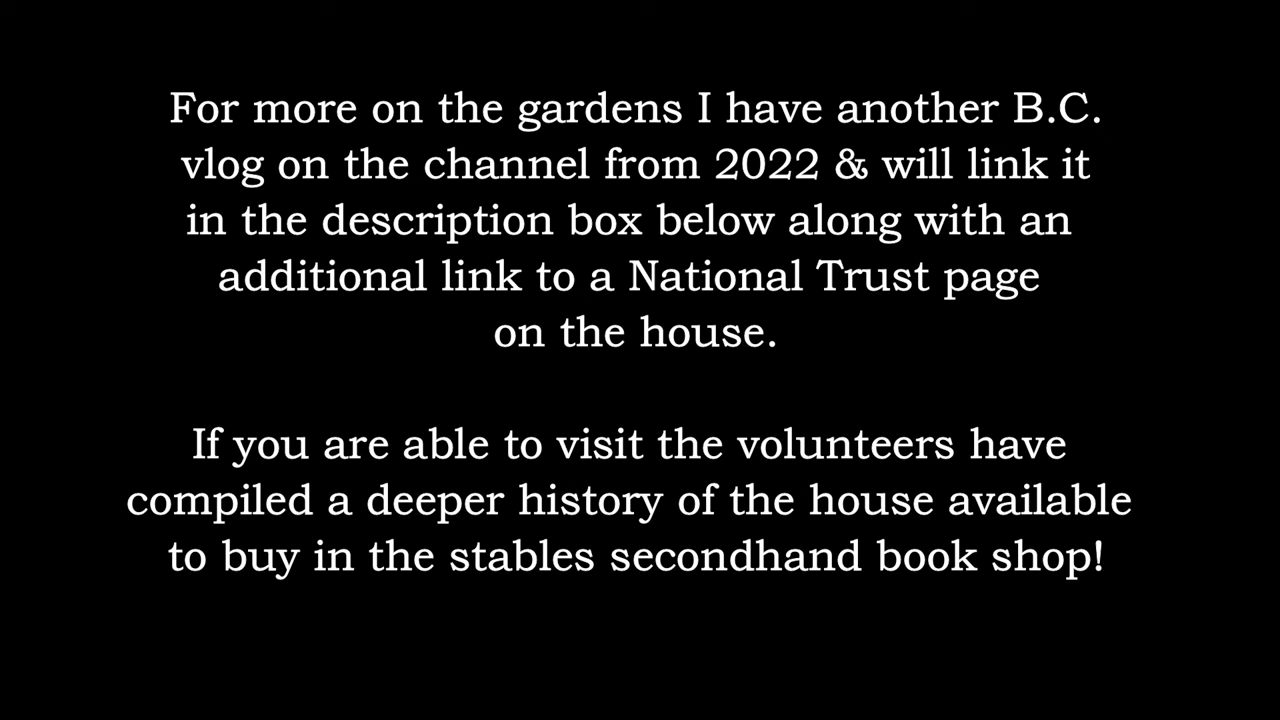 For more on the gardens I have another B.C.
vlog on the channel from 2022 & will link it
in the description box below along with an
additional link to a National Trust page
on the house.
If you are able to visit the volunteers have
compiled a deeper history of the house available
to buy in the stables secondhand book shop!